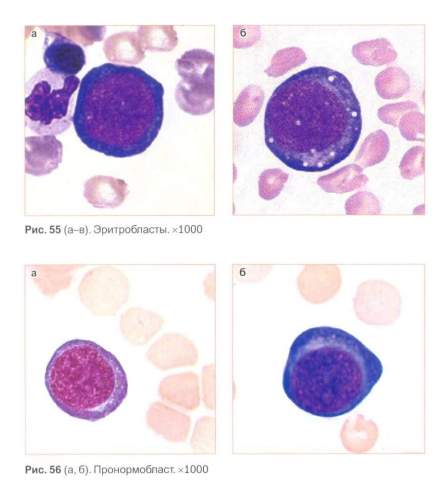 а б
Рис. 55 (а–в). Эритробласты. ×1000
а б
Рис. 56 (а, б). Пронормобласт. ×1000